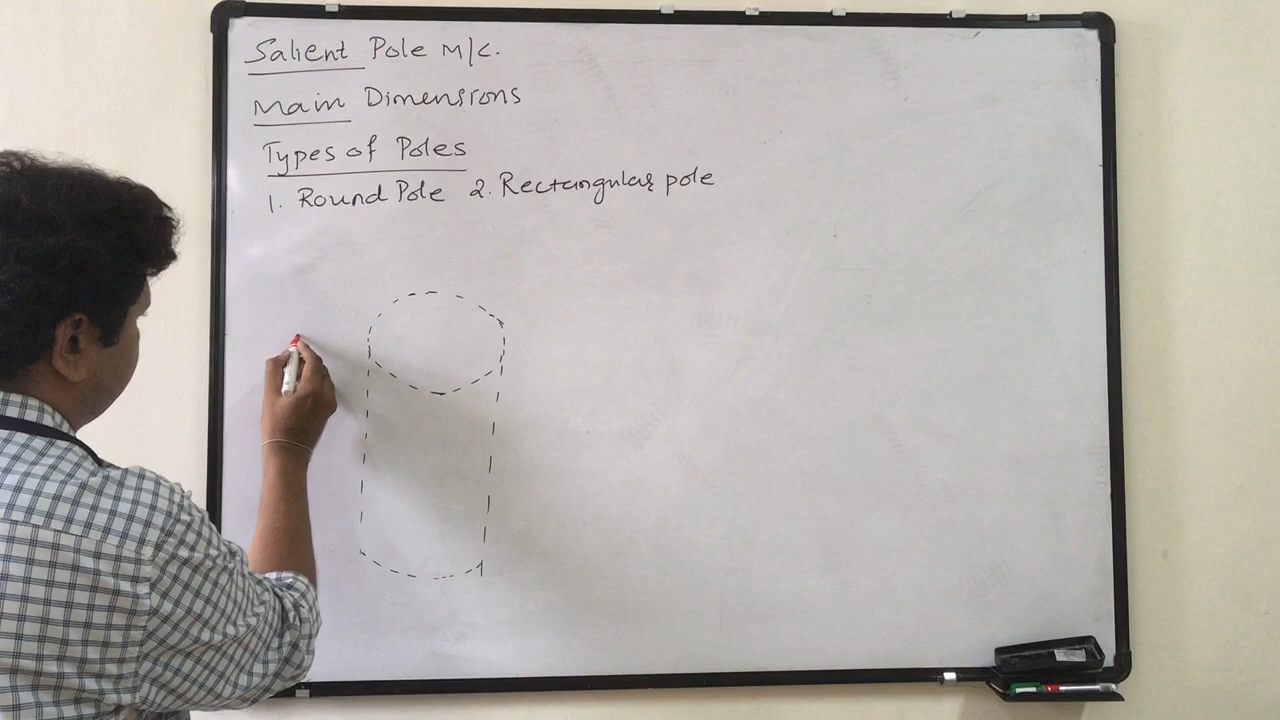 Salient Pole M/C.
Main Dimensions
Types of Poles
1. Round Pole 2. Rectangular pole